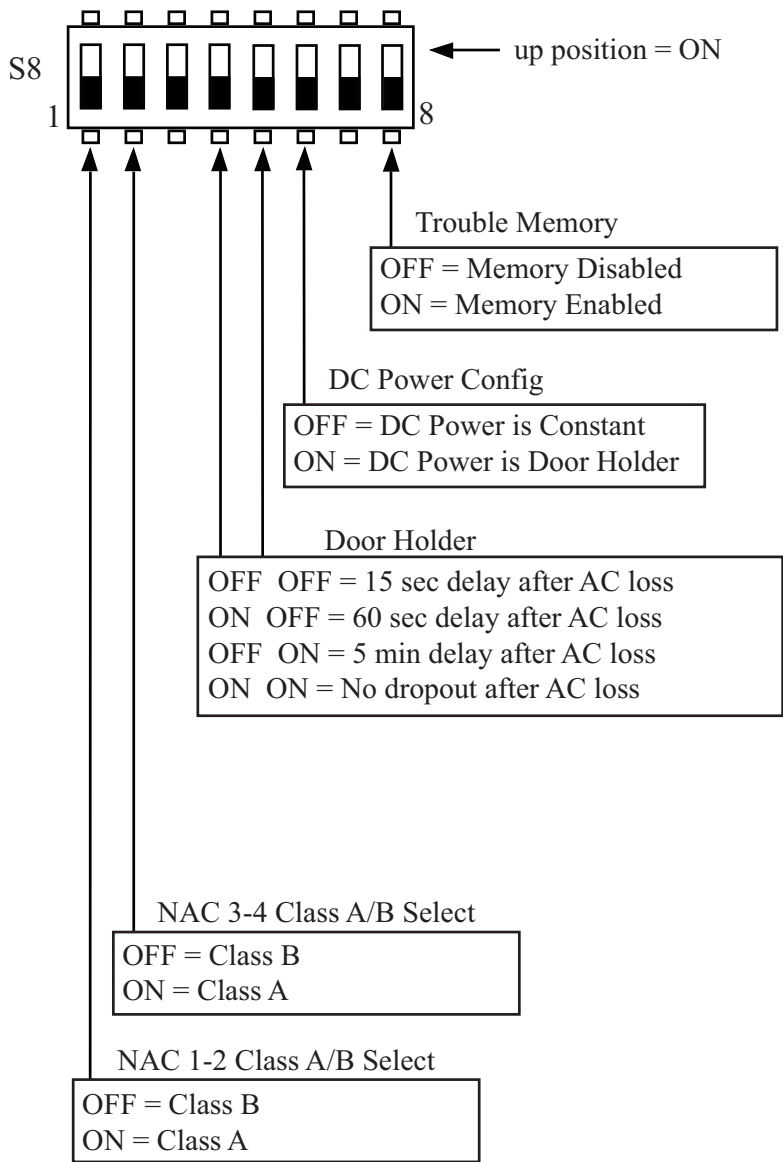 up position = ON
S8
1
8
Trouble Memory
OFF = Memory Disabled
ON = Memory Enabled
DC Power Config
OFF = DC Power is Constant
ON = DC Power is Door Holder
Door Holder
OFF OFF = 15 sec delay after AC loss
ON OFF = 60 sec delay after AC loss
OFF ON = 5 min delay after AC loss
ON ON = No dropout after AC loss
NAC 3-4 Class A/B Select
OFF = Class B
ON = Class A
NAC 1-2 Class A/B Select
OFF = Class B
ON = Class A